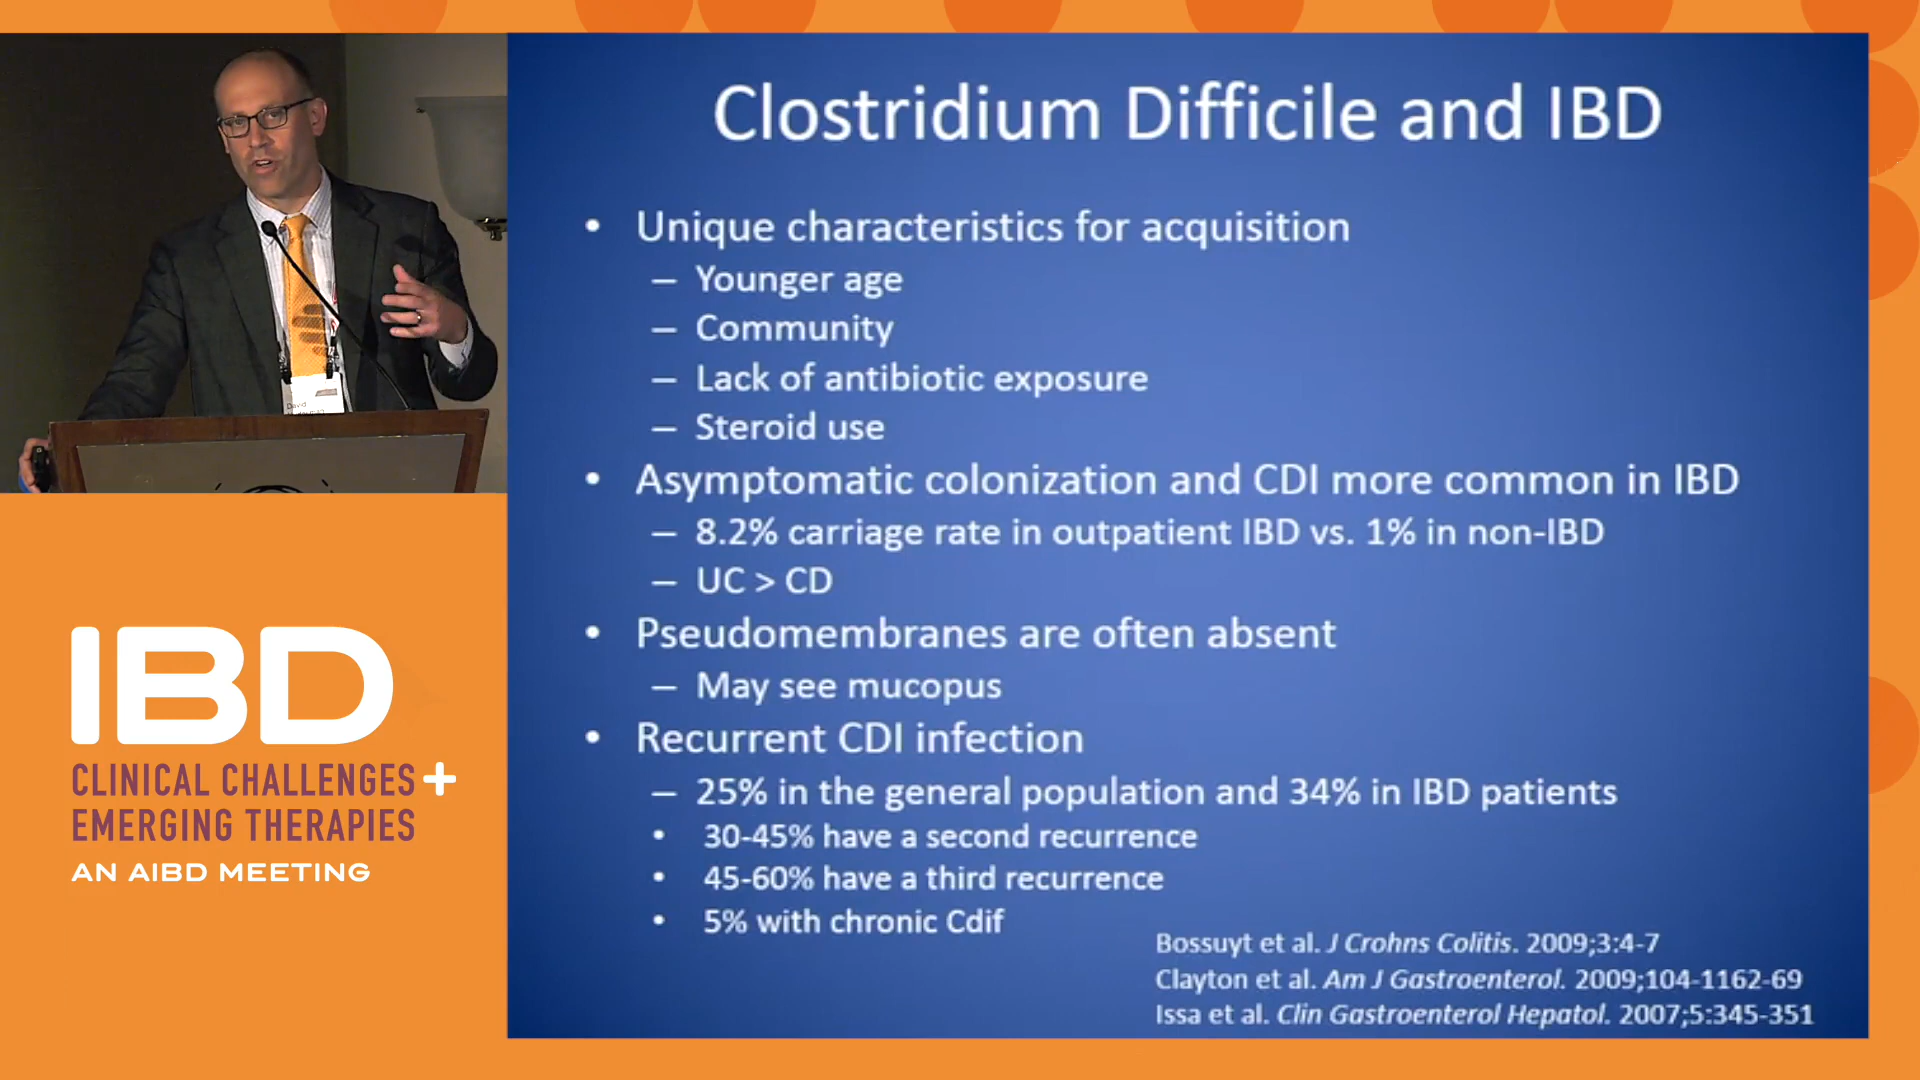 Clostridium Difficile and IBD
• Unique characteristics for acquisition
– Younger age
– Community
– Lack of antibiotic exposure
– Steroid use
• Asymptomatic colonization and CDI more common in IBD
– 8.2% carriage rate in outpatient IBD vs. 1% in non-IBD
– UC > CD
• Pseudomembranes are often absent
– May see mucopus
• Recurrent CDI infection
– 25% in the general population and 34% in IBD patients
• 30-45% have a second recurrence
• 45-60% have a third recurrence
• 5% with chronic Cdif
Bossuyt et al. J Crohns Colitis. 2009;3:4-7
Clayton et al. Am J Gastroenterol. 2009;104-1162-69
Issa et al. Clin Gastroenterol Hepatol. 2007;5:345-351
David
IBD
CLINICAL CHALLENGES +
EMERGING THERAPIES
AN AIBD MEETING